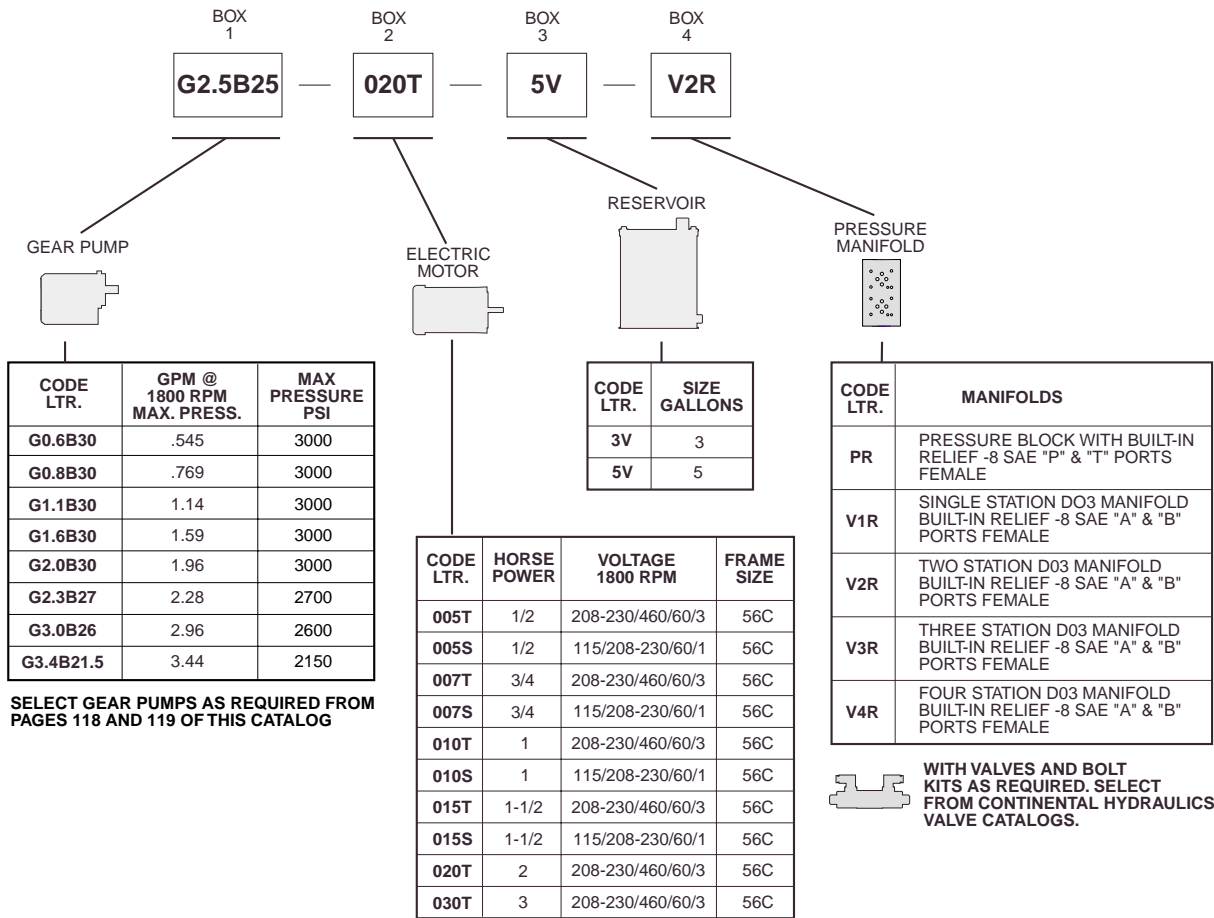 BOX
1
BOX
2
BOX
3
BOX
4
G2.5B25 — 020T — 5V — V2R
GEAR PUMP
ELECTRIC
MOTOR
RESERVOIR
PRESSURE
MANIFOLD
CODE
LTR.
GPM @
1800 RPM
MAX. PRESS.
MAX
PRESSURE
PSI
G0.6B30 .545 3000
G0.8B30 .769 3000
G1.1B30 1.14 3000
G1.6B30 1.59 3000
G2.0B30 1.96 3000
G2.3B27 2.28 2700
G3.0B26 2.96 2600
G3.4B21.5 3.44 2150
SELECT GEAR PUMPS AS REQUIRED FROM
PAGES 118 AND 119 OF THIS CATALOG
CODE
LTR.
HORSE
POWER
VOLTAGE
1800 RPM
FRAME
SIZE
005T 1/2 208-230/460/60/3 56C
005S 1/2 115/208-230/60/1 56C
007T 3/4 208-230/460/60/3 56C
007S 3/4 115/208-230/60/1 56C
010T 1 208-230/460/60/3 56C
010S 1 115/208-230/60/1 56C
015T 1-1/2 208-230/460/60/3 56C
015S 1-1/2 115/208-230/60/1 56C
020T 2 208-230/460/60/3 56C
030T 3 208-230/460/60/3 56C
CODE
LTR.
SIZE
GALLONS
3V 3
5V 5
CODE
LTR.
MANIFOLDS
PR
PRESSURE BLOCK WITH BUILT-IN
RELIEF -8 SAE "P" & "T" PORTS
FEMALE
V1R
SINGLE STATION DO3 MANIFOLD
BUILT-IN RELIEF -8 SAE "A" & "B"
PORTS FEMALE
V2R
TWO STATION D03 MANIFOLD
BUILT-IN RELIEF -8 SAE "A" & "B"
PORTS FEMALE
V3R
THREE STATION D03 MANIFOLD
BUILT-IN RELIEF -8 SAE "A" & "B"
PORTS FEMALE
V4R
FOUR STATION D03 MANIFOLD
BUILT-IN RELIEF -8 SAE "A" & "B"
PORTS FEMALE
WITH VALVES AND BOLT
KITS AS REQUIRED. SELECT
FROM CONTINENTAL HYDRAULICS
VALVE CATALOGS.